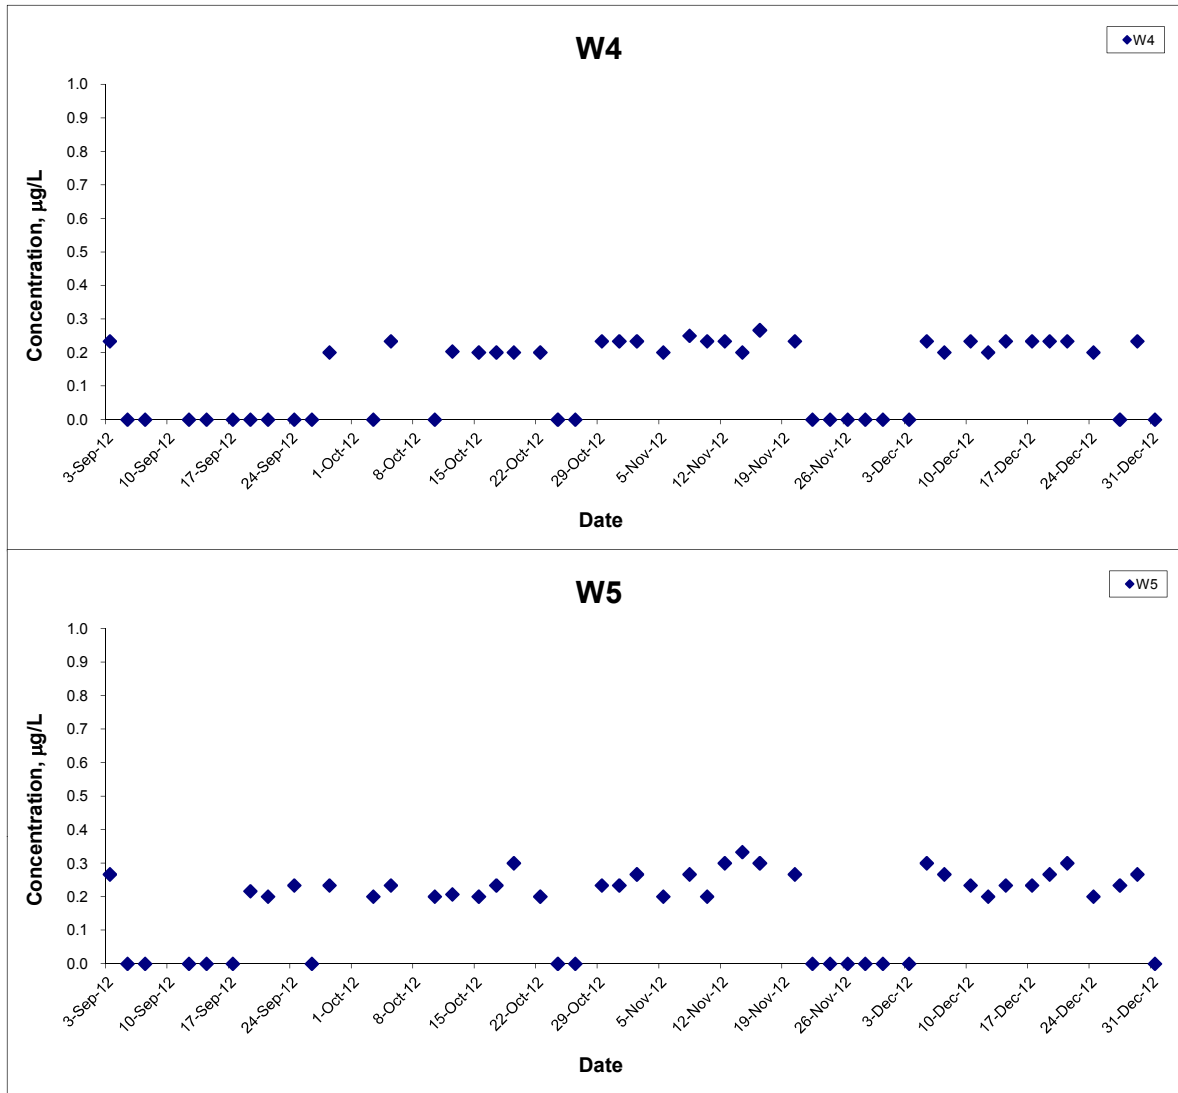 W4
W4
1.0
0.9
0.8
0.7
0.6
0.5
0.4
0.3
0.2
0.1
0.0
Concentration, µg/L
3-Sep-12 10-Sep-12 17-Sep-12 24-Sep-12 1-Oct-12 8-Oct-12 15-Oct-12 22-Oct-12 29-Oct-12 5-Nov-12 12-Nov-12 19-Nov-12 26-Nov-12 3-Dec-12 10-Dec-12 17-Dec-12 24-Dec-12 31-Dec-12
Date
W5
W5
1.0
0.9
0.8
0.7
0.6
0.5
0.4
0.3
0.2
0.1
0.0
Concentration, µg/L
3-Sep-12 10-Sep-12 17-Sep-12 24-Sep-12 1-Oct-12 8-Oct-12 15-Oct-12 22-Oct-12 29-Oct-12 5-Nov-12 12-Nov-12 19-Nov-12 26-Nov-12 3-Dec-12 10-Dec-12 17-Dec-12 24-Dec-12 31-Dec-12
Date